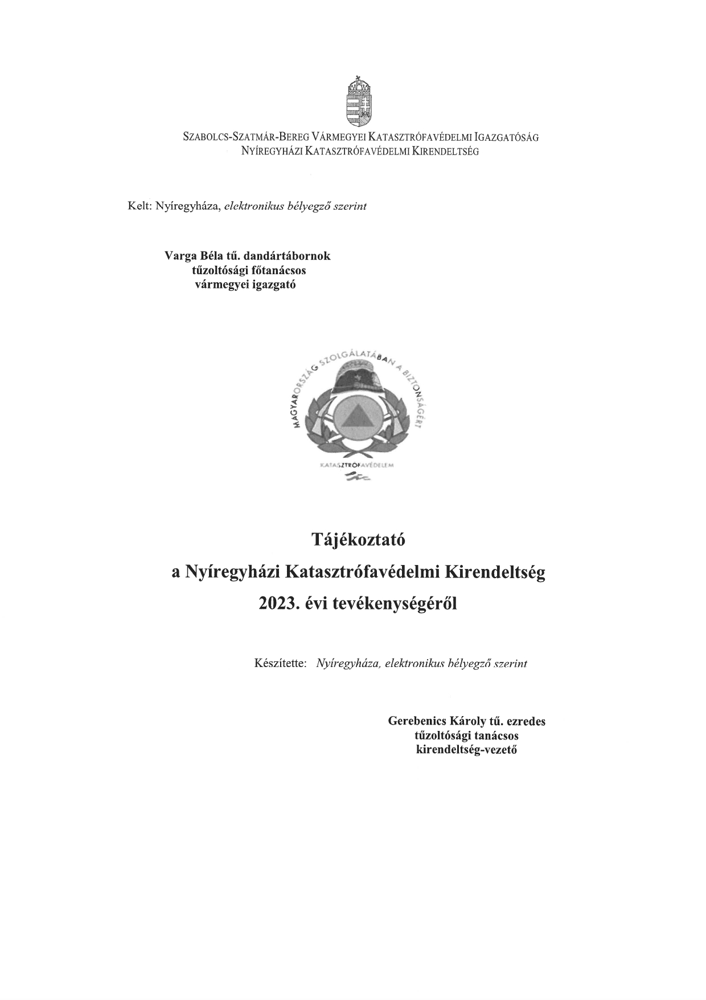 SZABOLCS-SZATMÁR-BEREG VÁRMEGYEI KATASZTRÓFAVÉDELMI IGAZGATÓSÁG
NYÍREGYHÁZI KATASZTRÓFAVÉDELMI KIRENDELTSÉG
Kelt: Nyíregyháza, elektronikus bélyegző szerint
Varga Béla tű. dandártábornok
tűzoltósági főtanácsos
vármegyei igazgató
MAGYARORSZÁG SZOLGÁLATÁBAN A BIZTONSÁGÉRT
KATASZTRÓFAVÉDELEM
Tájékoztató
a Nyíregyházi Katasztrófavédelmi Kirendeltség
2023. évi tevékenységéről
Készítette: Nyíregyháza, elektronikus bélyegző szerint
Gerebenics Károly tű. ezredes
tűzoltósági tanácsos
kirendeltség-vezető